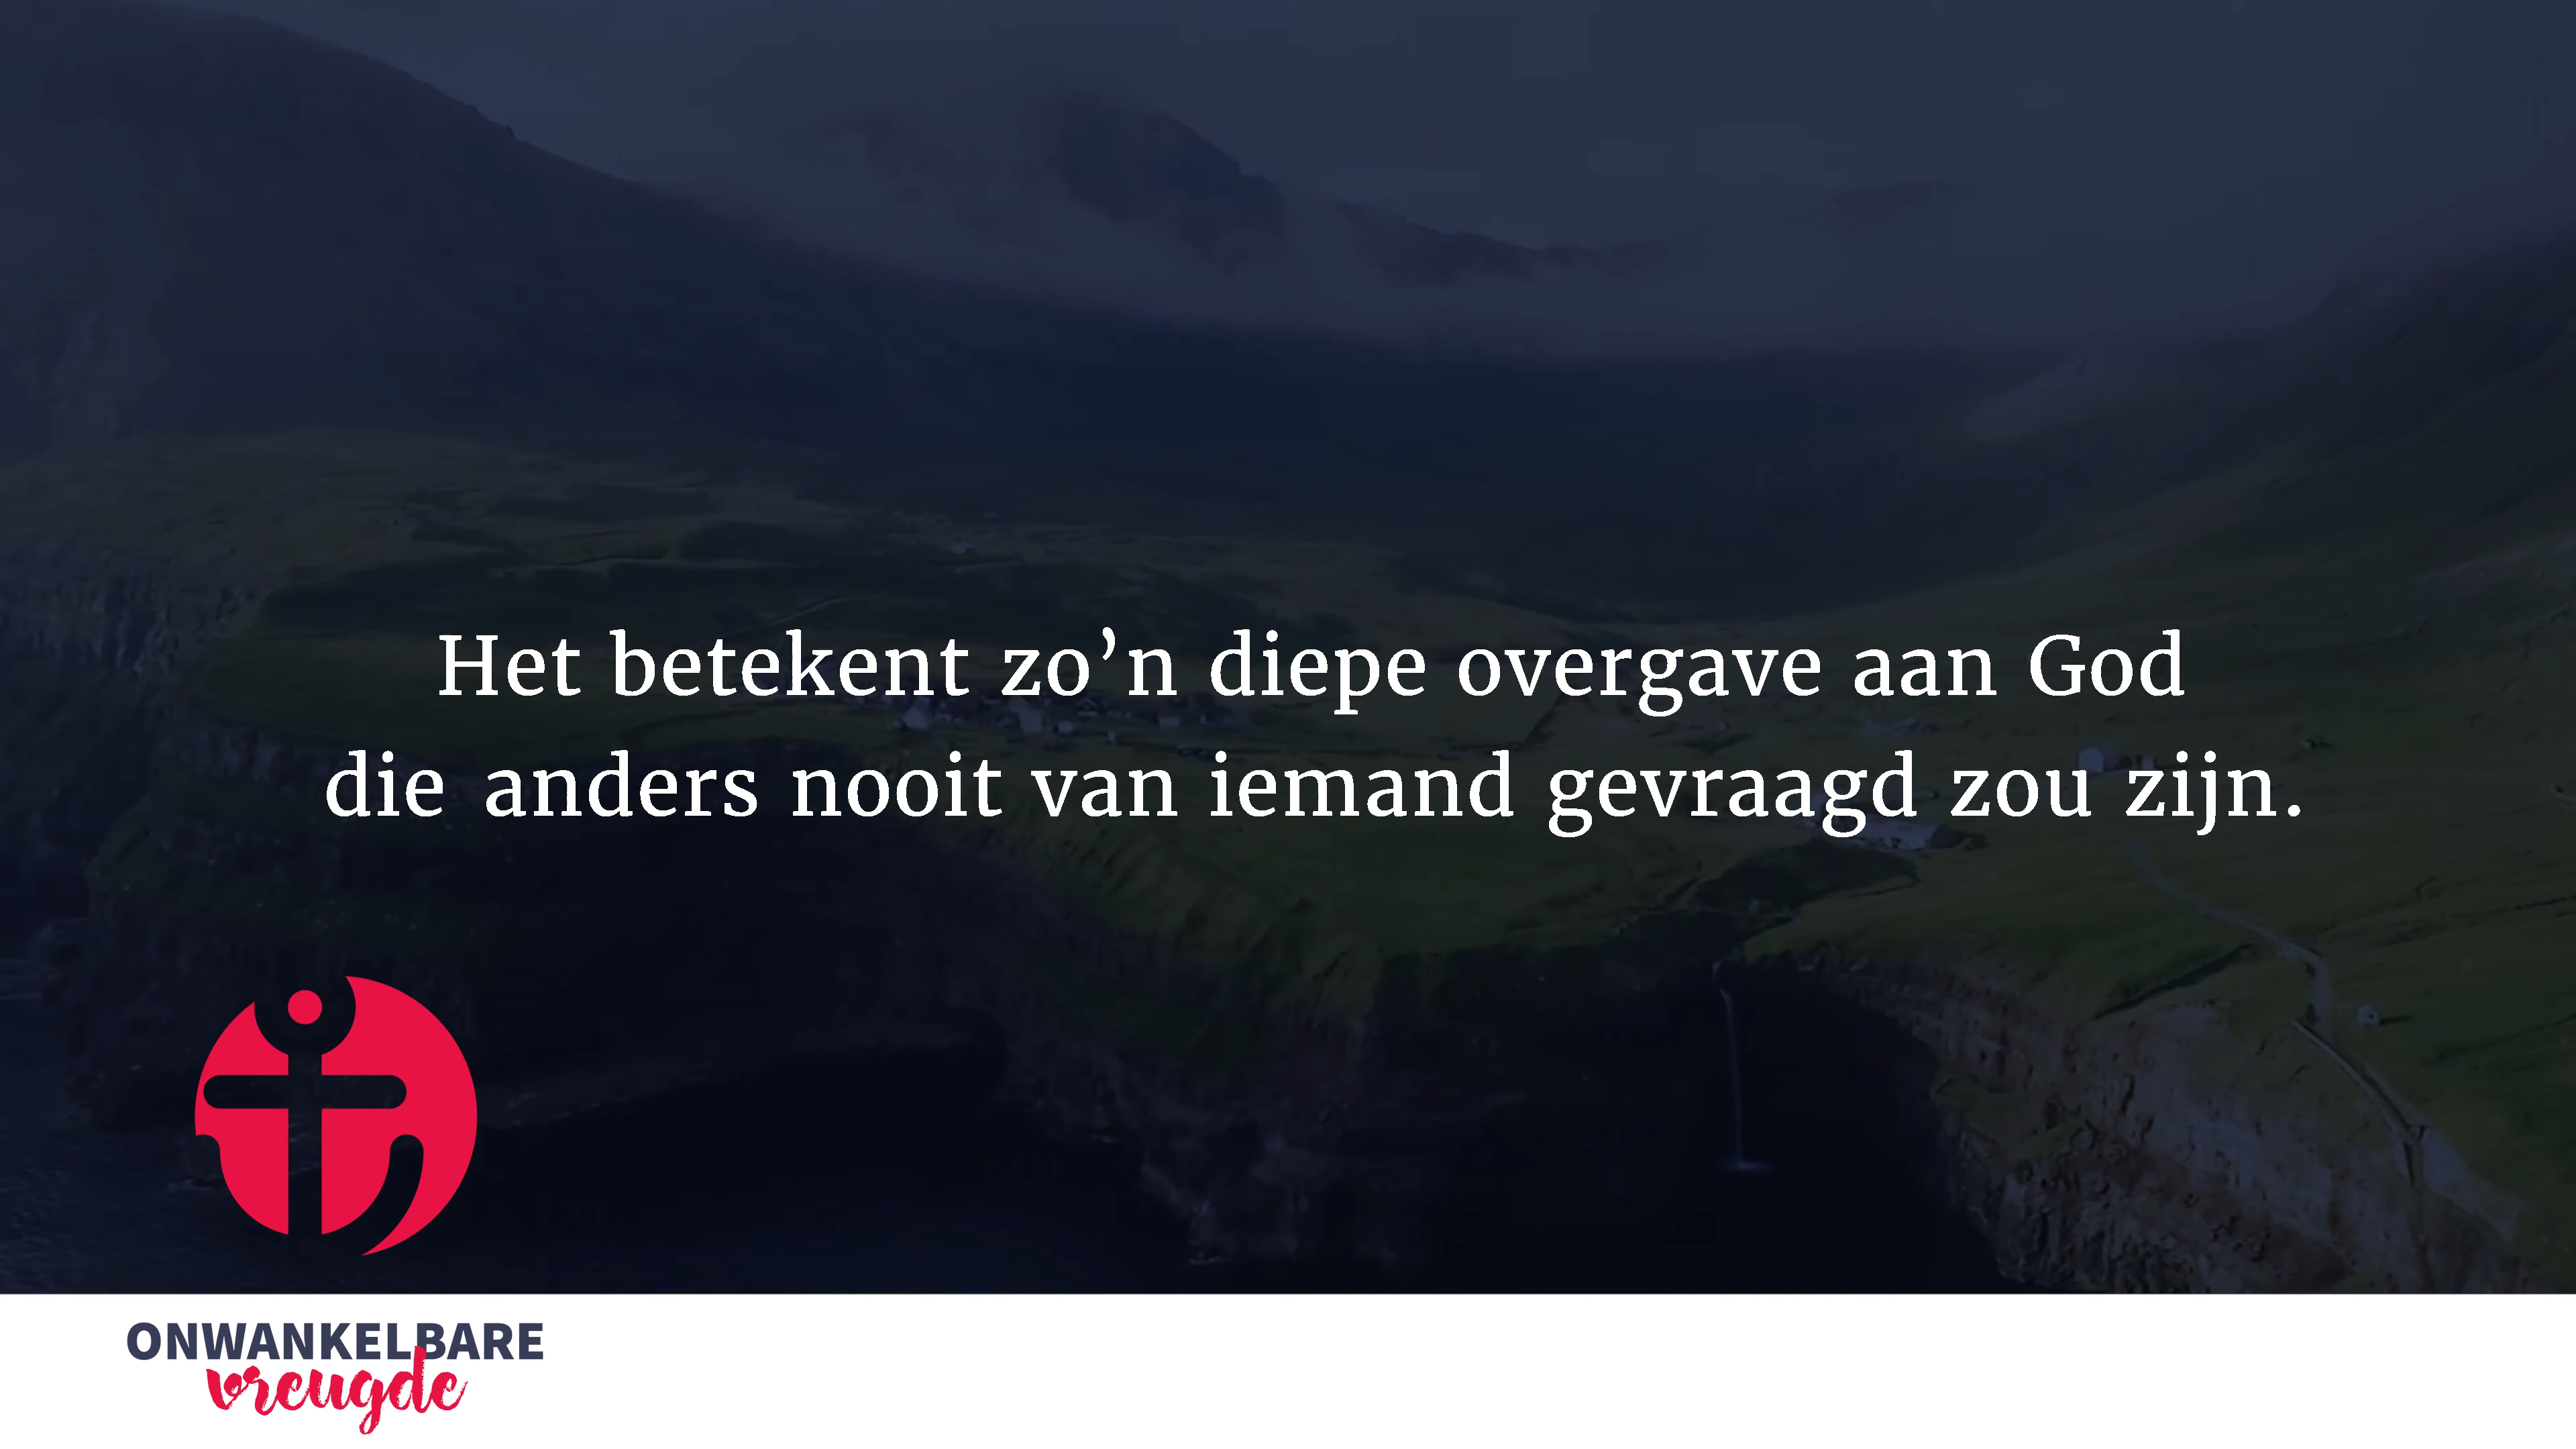 Het betekent zo’n diepe overgave aan God
die anders nooit van iemand gevraagd zou zijn.
ONWANKELBARE
vreugde